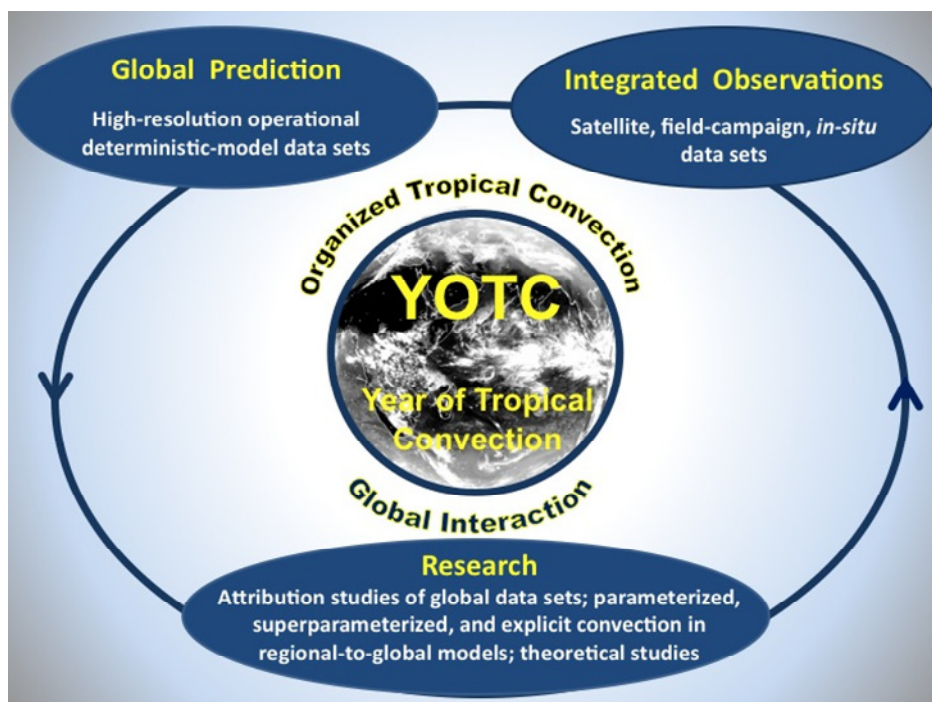 Global Prediction
High-resolution operational
deterministic-model data sets
Integrated Observations
Satellite, field-campaign, in-situ
data sets
Organized Tropical Convection
YOTC
Year of Tropical
Convection
Global Interaction
Research
Attribution studies of global data sets; parameterized,
superparameterized, and explicit convection in
regional-to-global models; theoretical studies